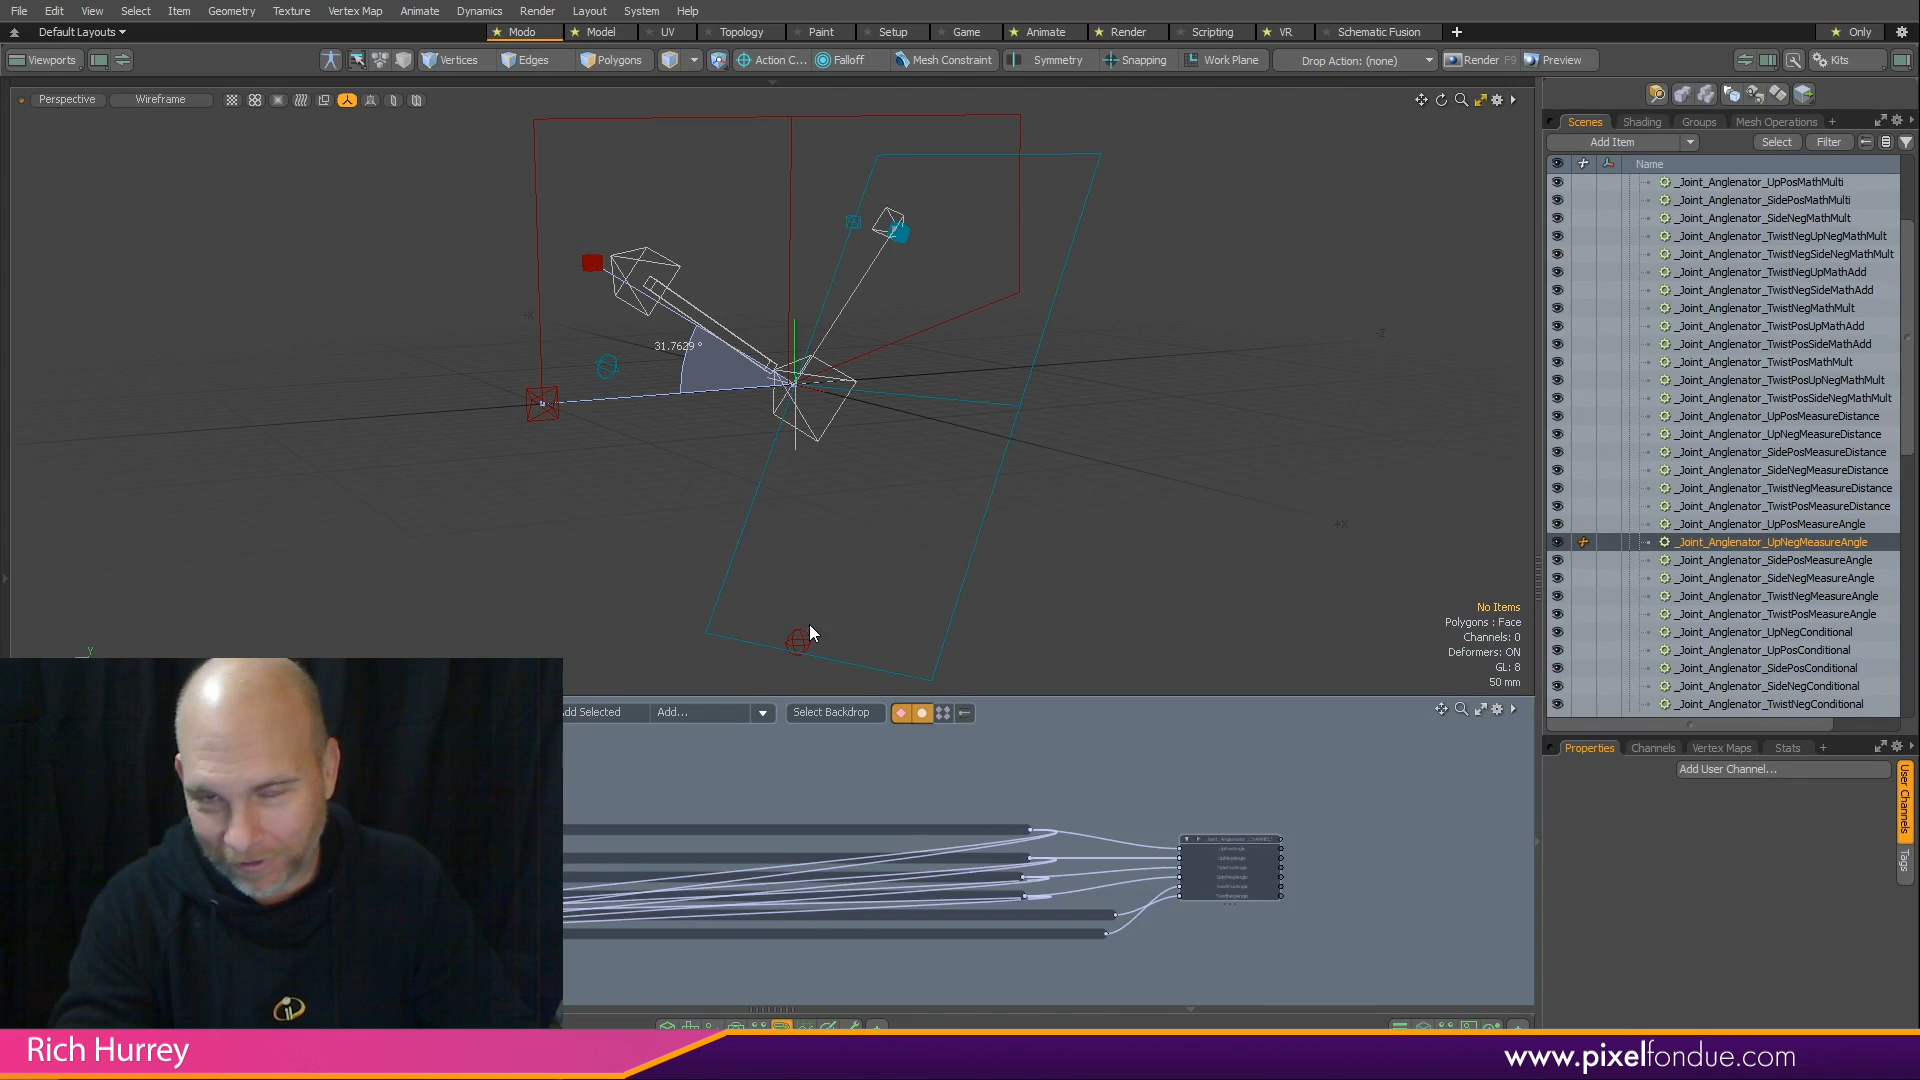 File Edit View Select Item Geometry Texture Vertex Map Animate Dynamics Render Layout System Help
Default Layouts Modo Model UV Topology Paint Setup Game Animate Render Scripting VR Schematic Fusion + Only
Viewports Vertices Edges Polygons Action C... Falloff Mesh Constraint Symmetry Snapping Work Plane Drop Action: (none) Render F9 Preview Kits
Perspective Wireframe
Scenes Shading Groups Mesh Operations +
Add Item Select Filter
Name
_Joint_Anglenator_UpPosMathMulti
_Joint_Anglenator_SidePosMathMulti
_Joint_Anglenator_SideNegMathMult
_Joint_Anglenator_TwistNegUpNegMathMult
_Joint_Anglenator_TwistNegSideNegMathMult
_Joint_Anglenator_TwistNegUpMathAdd
_Joint_Anglenator_TwistNegSideMathAdd
_Joint_Anglenator_TwistNegMathMult
_Joint_Anglenator_TwistPosUpMathAdd
_Joint_Anglenator_TwistPosSideMathAdd
_Joint_Anglenator_TwistPosMathMult
_Joint_Anglenator_TwistPosUpNegMathMult
_Joint_Anglenator_TwistPosSideNegMathMult
_Joint_Anglenator_UpPosMeasureDistance
_Joint_Anglenator_UpNegMeasureDistance
_Joint_Anglenator_SidePosMeasureDistance
_Joint_Anglenator_SideNegMeasureDistance
_Joint_Anglenator_TwistNegMeasureDistance
_Joint_Anglenator_TwistPosMeasureDistance
_Joint_Anglenator_UpPosMeasureAngle
_Joint_Anglenator_UpNegMeasureAngle
_Joint_Anglenator_SidePosMeasureAngle
_Joint_Anglenator_SideNegMeasureAngle
_Joint_Anglenator_TwistNegMeasureAngle
_Joint_Anglenator_TwistPosMeasureAngle
_Joint_Anglenator_UpNegConditional
_Joint_Anglenator_UpPosConditional
_Joint_Anglenator_SidePosConditional
_Joint_Anglenator_SideNegConditional
_Joint_Anglenator_TwistNegConditional
-X
-Z
31.7629 °
+X
Y
No Items
Polygons : Face
Channels: 0
Deformers: ON
GL: 8
50 mm
Add Selected Add... Select Backdrop
Properties Channels Vertex Maps Stats +
Add User Channel...
User Channels
Tags
Rich Hurrey
www.pixelfondue.com